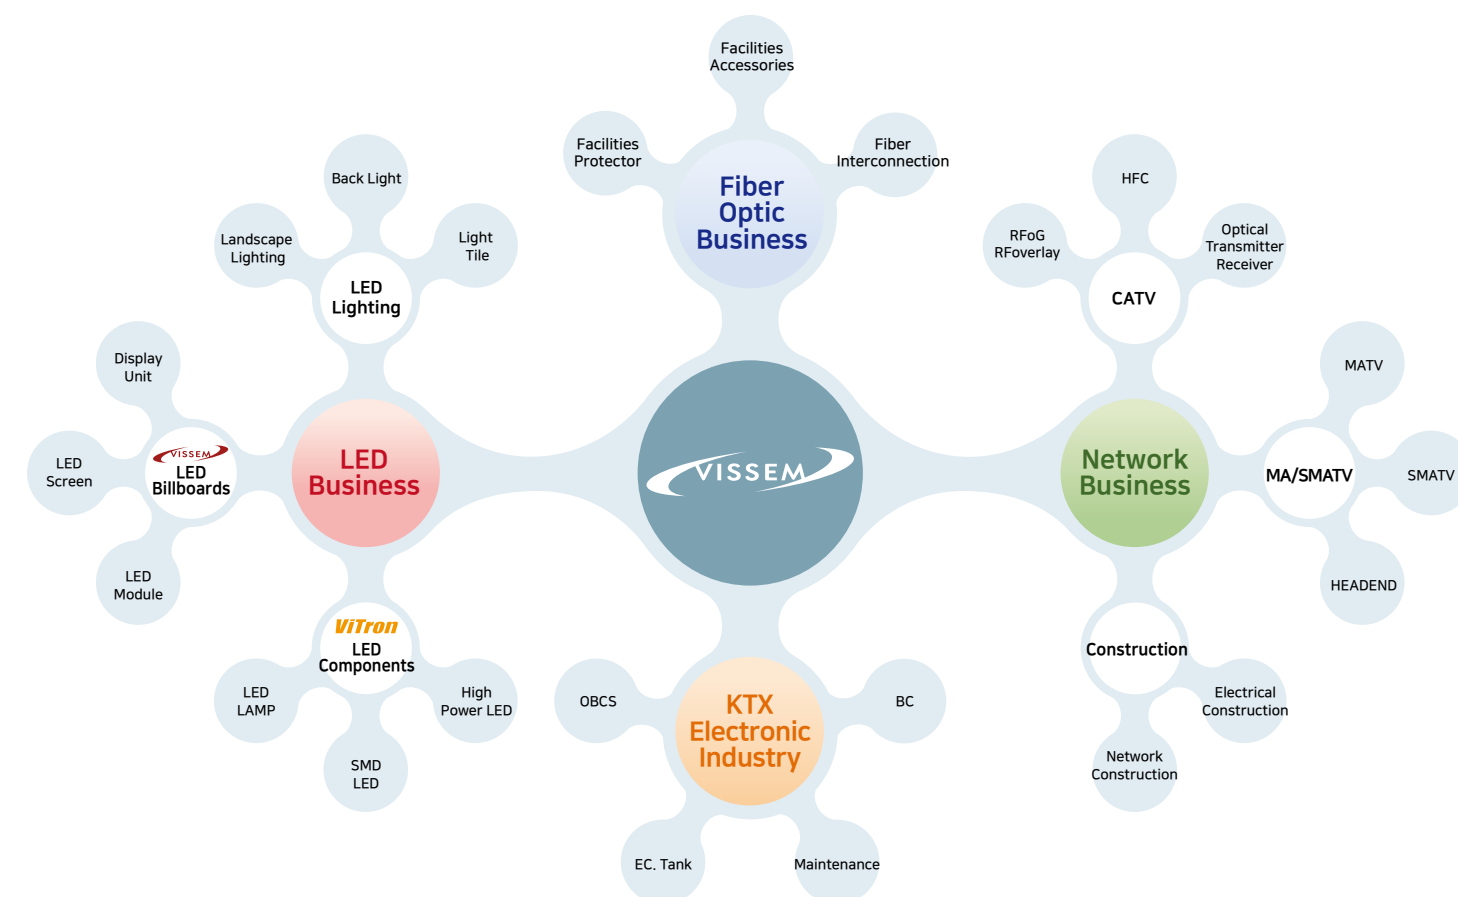 Facilities
Accessories
Facilities
Protector
Fiber
Interconnection
Fiber
Optic
Business
Back Light
Landscape
Lighting
Light
Tile
LED
Lighting
HFC
RFoG
RFoverlay
Optical
Transmitter
Receiver
CATV
Display
Unit
LED
Screen
LED
Module
VISSEM
LED
Billboards
LED
Business
VISSEM
Network
Business
MA/SMATV
MATV
SMATV
HEADEND
ViTron
LED
Components
LED
LAMP
SMD
LED
High
Power LED
OBCS
KTX
Electronic
Industry
BC
EC. Tank
Maintenance
Construction
Electrical
Construction
Network
Construction